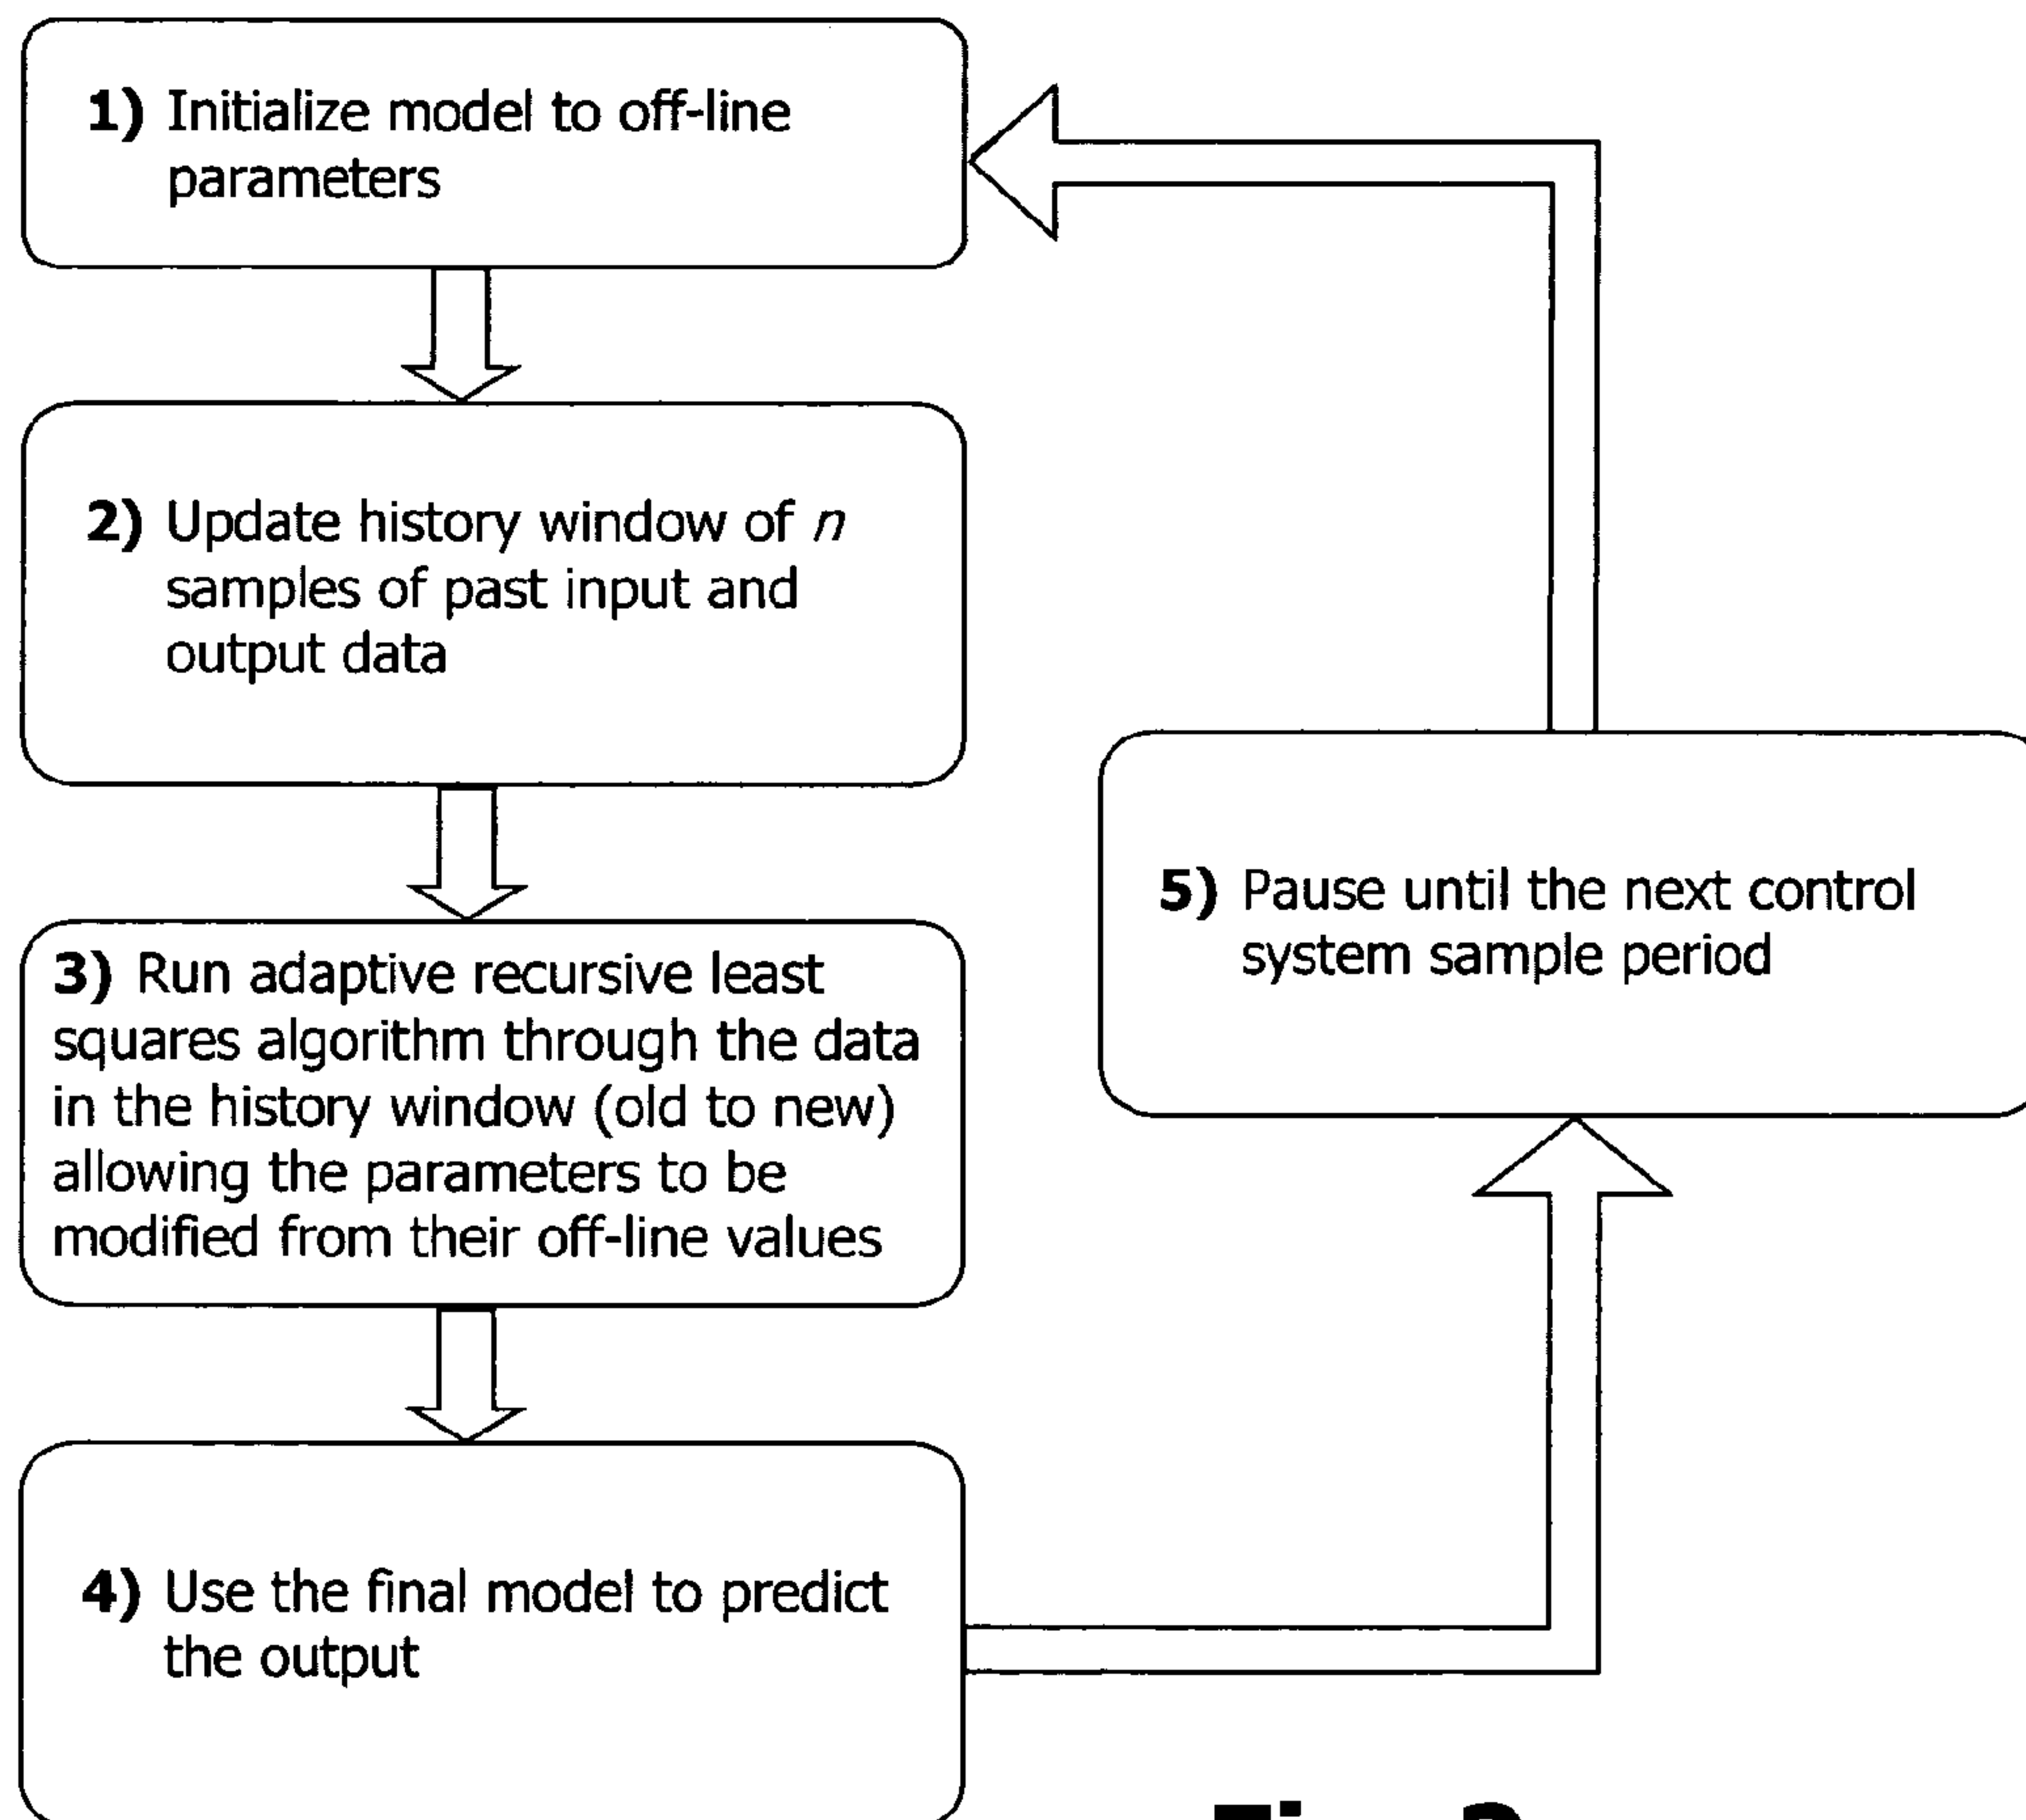 1) Initialize model to off-line
parameters
2) Update history window of n
samples of past input and
output data
3) Run adaptive recursive least
squares algorithm through the data
in the history window (old to new)
allowing the parameters to be
modified from their off-line values
4) Use the final model to predict
the output
5) Pause until the next control
system sample period